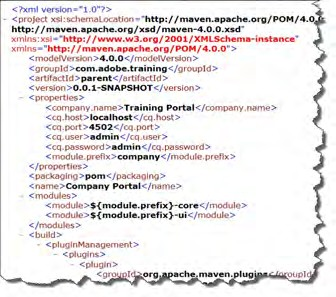 <?xml version="1.0"?>
- <project xsi:schemaLocation="http://maven.apache.org/POM/4.0.0
http://maven.apache.org/xsd/maven-4.0.0.xsd"
xmlns:xsi="http://www.w3.org/2001/XMLSchema-instance"
xmlns="http://maven.apache.org/POM/4.0.0">
<modelVersion>4.0.0</modelVersion>
<groupId>com.adobe.training</groupId>
<artifactId>parent</artifactId>
<version>0.0.1-SNAPSHOT</version>
- <properties>
<company.name>Training Portal</company.name>
<cq.host>localhost</cq.host>
<cq.port>4502</cq.port>
<cq.user>admin</cq.user>
<cq.password>admin</cq.password>
<module.prefix>company</module.prefix>
</properties>
<packaging>pom</packaging>
<name>Company Portal</name>
- <modules>
<module>${module.prefix}-core</module>
<module>${module.prefix}-ui</module>
</modules>
- <build>
- <pluginManagement>
- <plugins>
- <plugin>
<groupId>org.apache.maven.plugins</groupId>